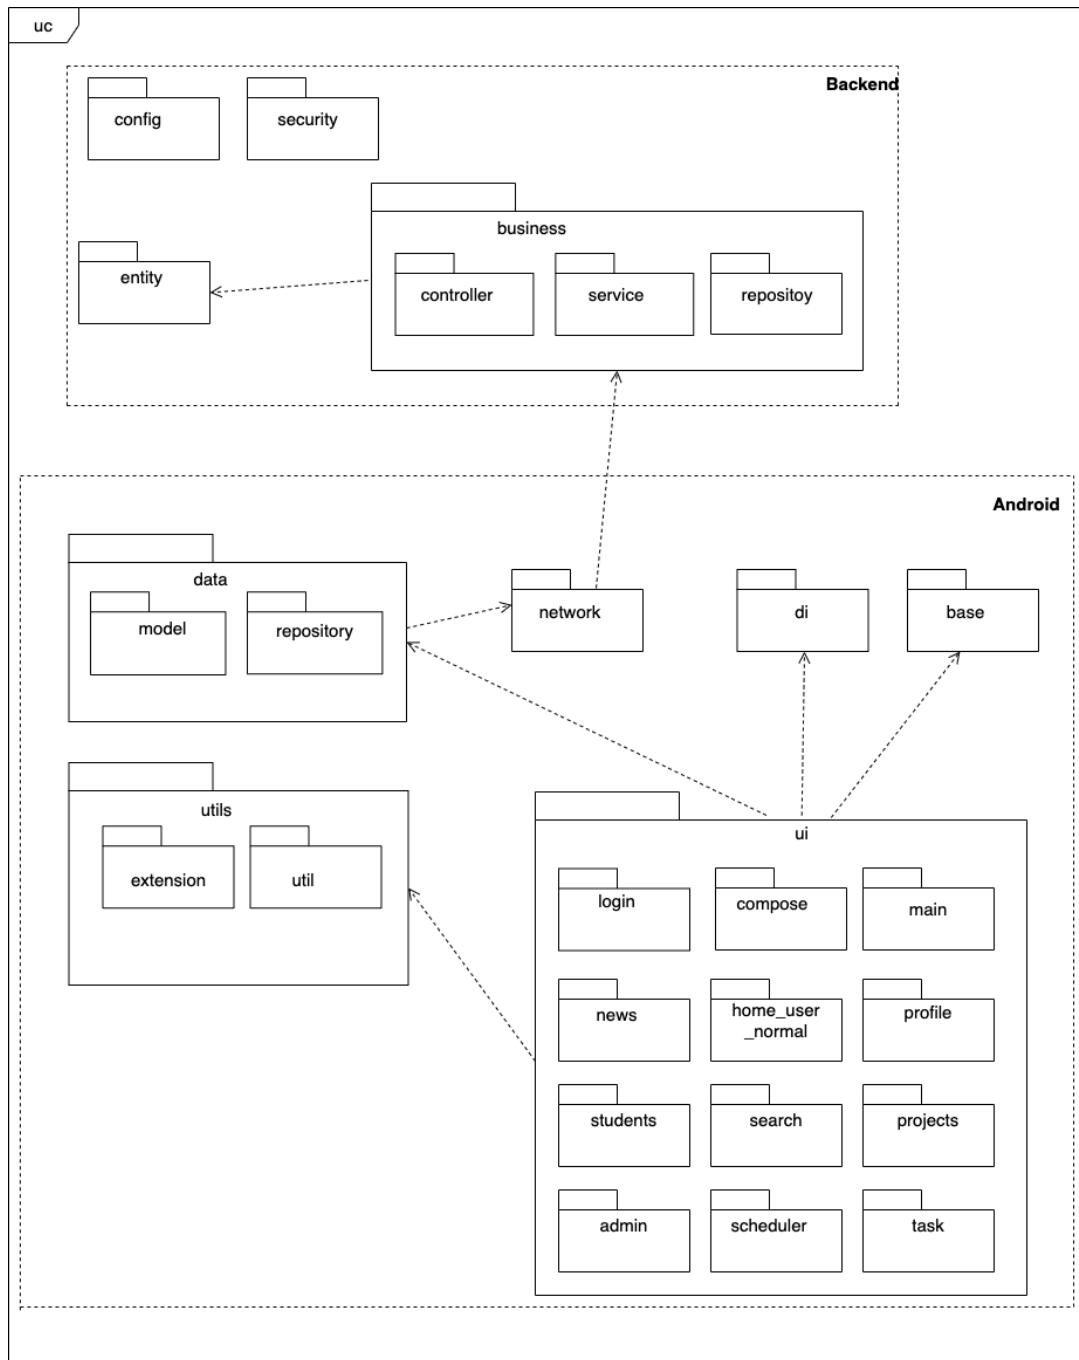 uc
Backend
config
security
business
entity
controller
service
repositoy
Android
data
network
di
base
model
repository
utils
ui
extension
util
login
compose
main
news
home_user
_normal
profile
students
search
projects
admin
scheduler
task